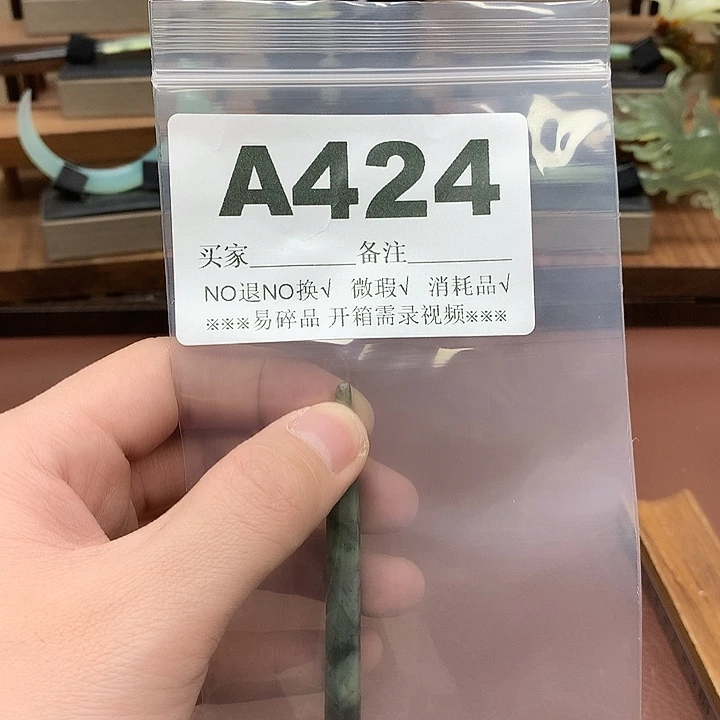 A424
买家________备注________
NO退NO换√ 微瑕√ 消耗品√
※※※易碎品 开箱需录视频※※※